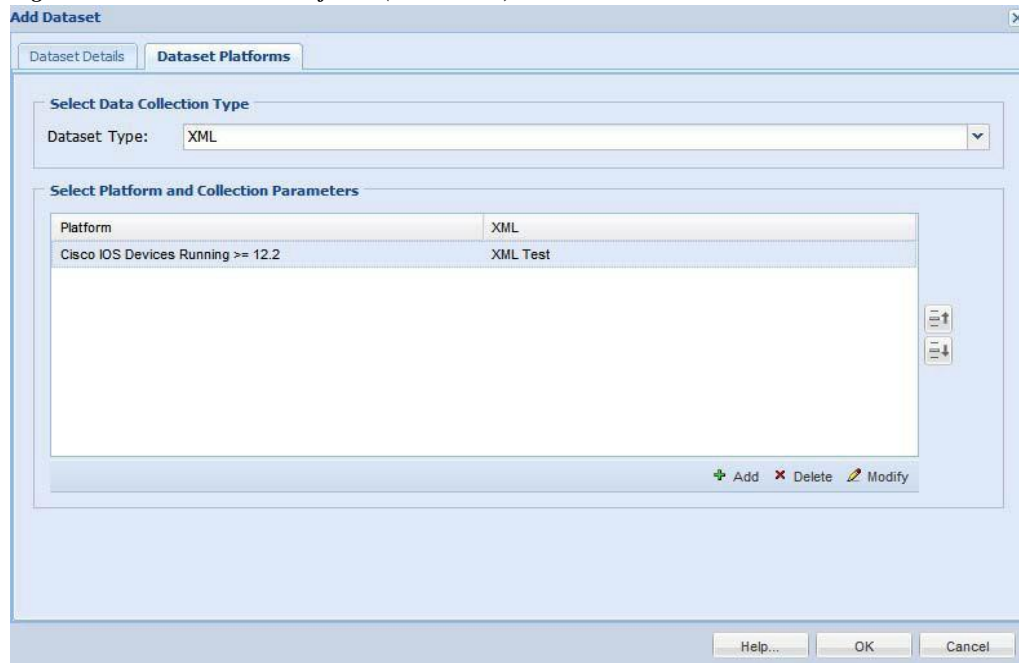 Add Dataset
Dataset Details Dataset Platforms
Select Data Collection Type
Dataset Type: XML
Select Platform and Collection Parameters
Platform XML
Cisco IOS Devices Running >= 12.2 XML Test
Add Delete Modify
Help... OK Cancel